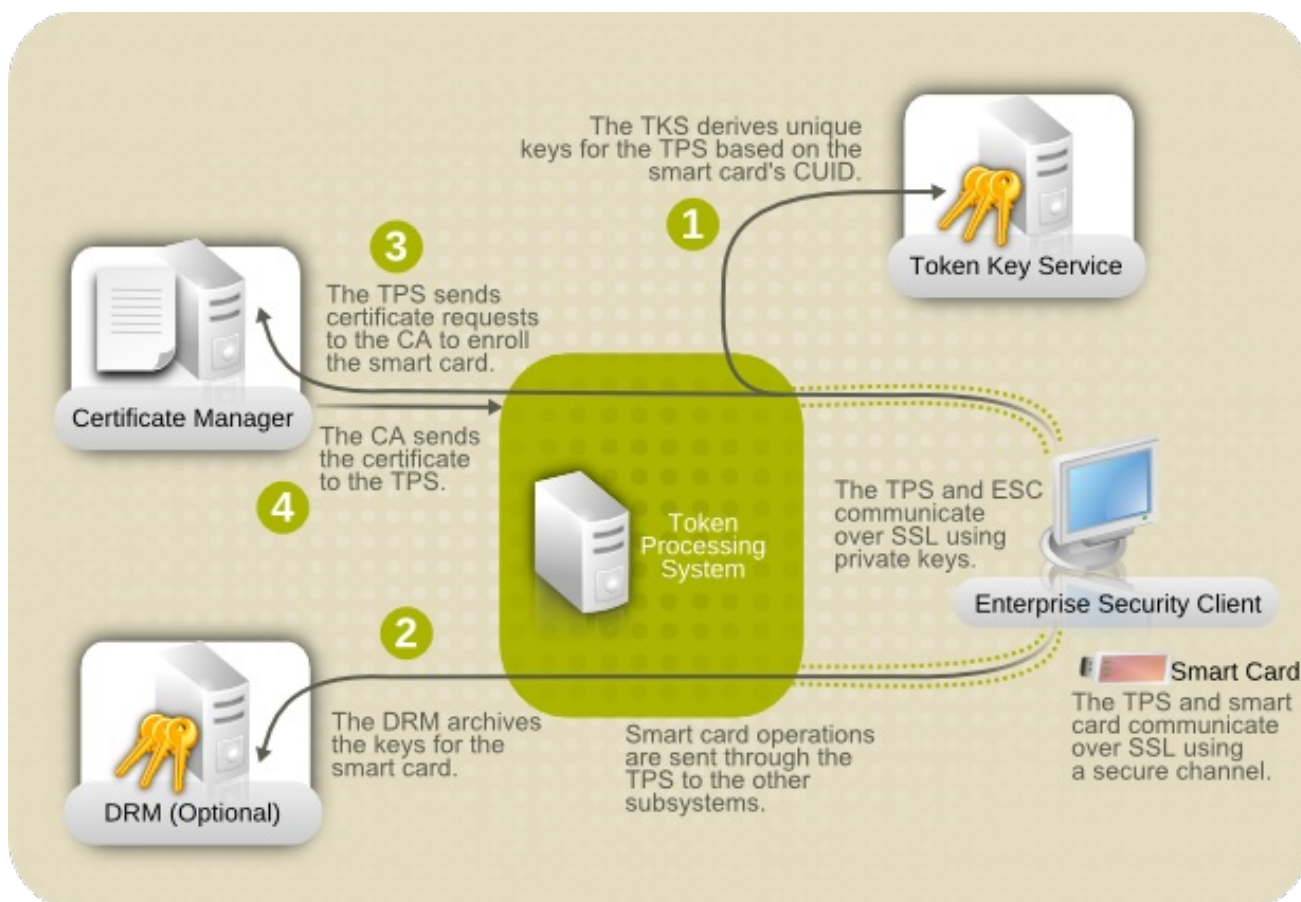 The TKS derives unique
keys for the TPS based on the
smart card's CUID.
1
Token Key Service
3
The TPS sends
certificate requests
to the CA to enroll
the smart card.
Certificate Manager
The CA sends
the certificate
to the TPS.
4
Token
Processing
System
The TPS and ESC
communicate
over SSL using
private keys.
Enterprise Security Client
2
The DRM archives
the keys for the
smart card.
DRM (Optional)
Smart card operations
are sent through the
TPS to the other
subsystems.
Smart Card
The TPS and smart
card communicate
over SSL using
a secure channel.